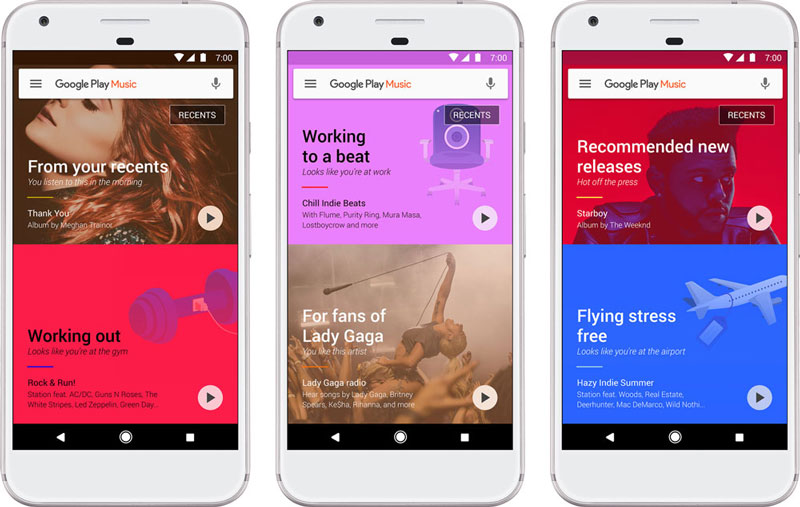 7:00
Google Play Music
RECENTS
From your recents
You listen to this in the morning
Thank You
Album by Meghan Trainor
Working out
Looks like you're at the gym
Rock & Run!
Station feat. AC/DC, Guns N Roses, The
White Stripes, Led Zeppelin, Green Day...
7:00
Google Play Music
RECENTS
Working
to a beat
Looks like you're at work
Chill Indie Beats
With Flume, Purity Ring, Mura Masa,
Lostboycrow and more
For fans of
Lady Gaga
You like this artist
Lady Gaga radio
Hear songs by Lady Gaga, Britney
Spears, Ke$ha, Rihanna, and more
7:00
Google Play Music
RECENTS
Recommended new
releases
Hot off the press
Starboy
Album by The Weeknd
Flying stress
free
Looks like you're at the airport
Hazy Indie Summer
Station feat. Woods, Real Estate,
Deerhunter, Mac DeMarco, Wild Nothi...